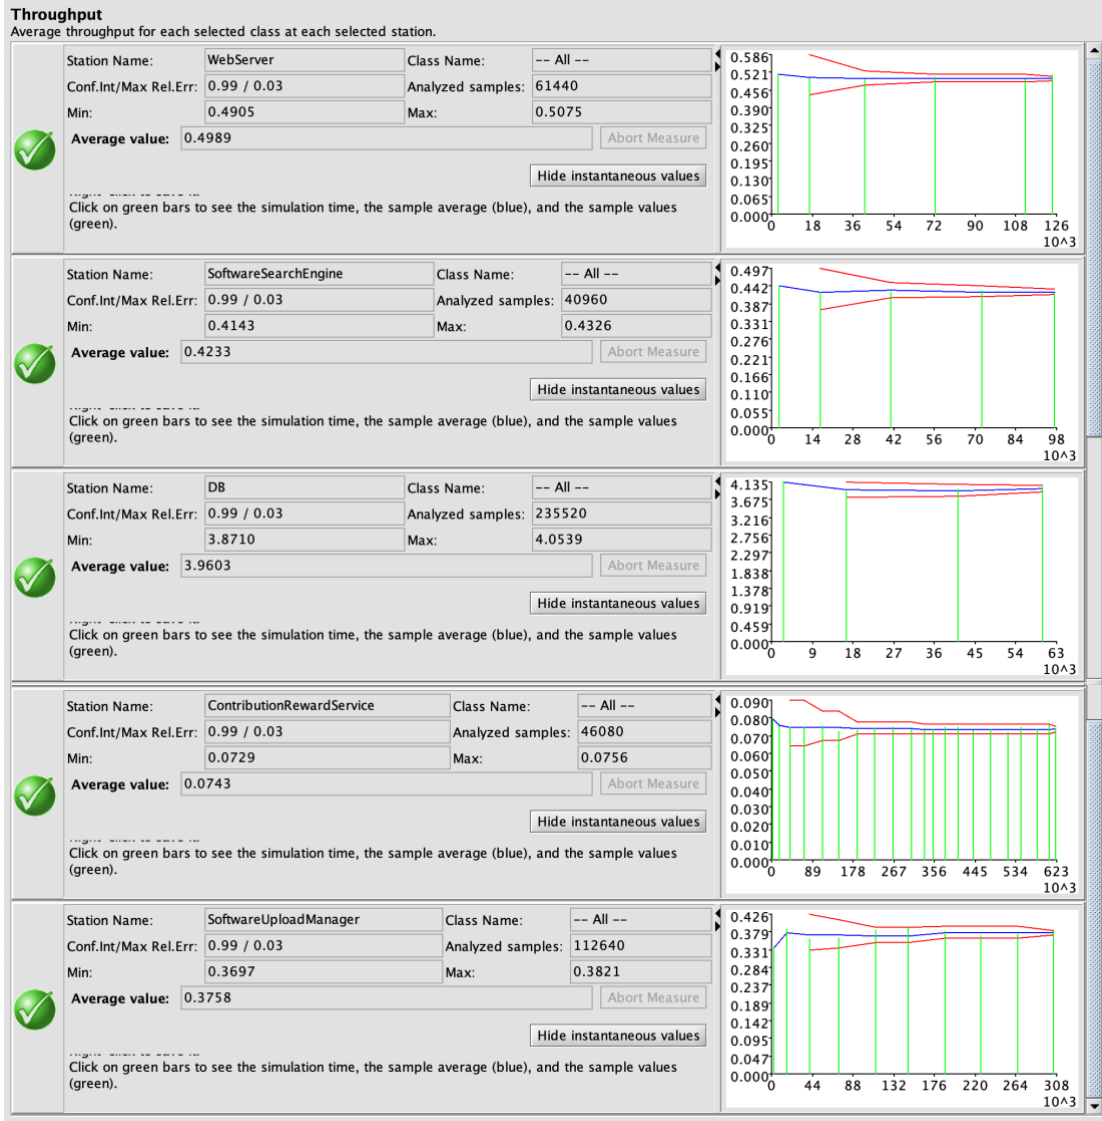 Throughput
Average throughput for each selected class at each selected station.
Station Name: WebServer Class Name: -- All --
Conf.Int/Max Rel.Err: 0.99 / 0.03 Analyzed samples: 61440
Min: 0.4905 Max: 0.5075
Average value: 0.4989 Abort Measure
Hide instantaneous values
Click on green bars to see the simulation time, the sample average (blue), and the sample values
(green).
0.586
0.521
0.456
0.390
0.325
0.260
0.195
0.130
0.065
0.000
0 18 36 54 72 90 108 126
10^3
Station Name: SoftwareSearchEngine Class Name: -- All --
Conf.Int/Max Rel.Err: 0.99 / 0.03 Analyzed samples: 40960
Min: 0.4143 Max: 0.4326
Average value: 0.4233 Abort Measure
Hide instantaneous values
Click on green bars to see the simulation time, the sample average (blue), and the sample values
(green).
0.497
0.442
0.387
0.331
0.276
0.221
0.166
0.110
0.055
0.000
0 14 28 42 56 70 84 98
10^3
Station Name: DB Class Name: -- All --
Conf.Int/Max Rel.Err: 0.99 / 0.03 Analyzed samples: 235520
Min: 3.8710 Max: 4.0539
Average value: 3.9603 Abort Measure
Hide instantaneous values
Click on green bars to see the simulation time, the sample average (blue), and the sample values
(green).
4.135
3.675
3.216
2.756
2.297
1.838
1.378
0.919
0.459
0.000
0 9 18 27 36 45 54 63
10^3
Station Name: ContributionRewardService Class Name: -- All --
Conf.Int/Max Rel.Err: 0.99 / 0.03 Analyzed samples: 46080
Min: 0.0729 Max: 0.0756
Average value: 0.0743 Abort Measure
Hide instantaneous values
Click on green bars to see the simulation time, the sample average (blue), and the sample values
(green).
0.090
0.080
0.070
0.060
0.050
0.040
0.030
0.020
0.010
0.000
0 89 178 267 356 445 534 623
10^3
Station Name: SoftwareUploadManager Class Name: -- All --
Conf.Int/Max Rel.Err: 0.99 / 0.03 Analyzed samples: 112640
Min: 0.3697 Max: 0.3821
Average value: 0.3758 Abort Measure
Hide instantaneous values
Click on green bars to see the simulation time, the sample average (blue), and the sample values
(green).
0.426
0.379
0.331
0.284
0.237
0.189
0.142
0.095
0.047
0.000
0 44 88 132 176 220 264 308
10^3